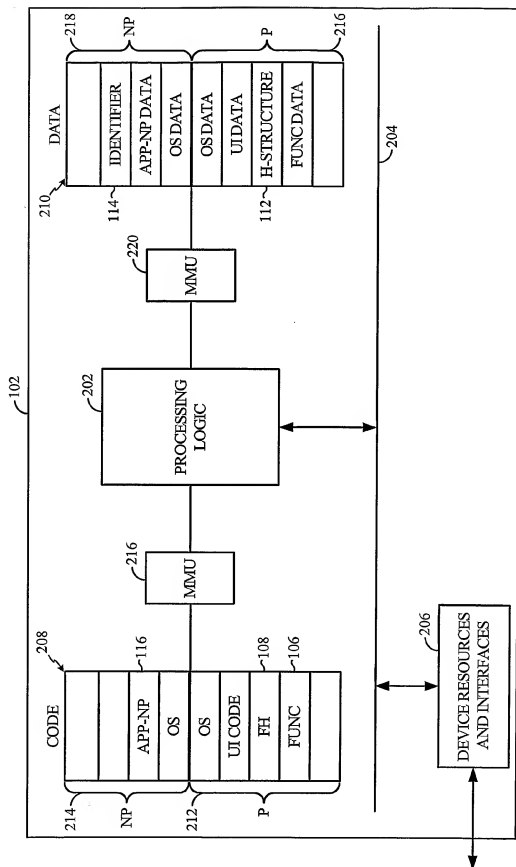 102
208
CODE
214
NP
APP-NP
116
OS
212
P
OS
UI CODE
FH
108
FUNC
106
216
MMU
202
PROCESSING
LOGIC
220
MMU
210
DATA
218
NP
114
IDENTIFIER
APP-NP DATA
OS DATA
P
216
OS DATA
UI DATA
112
H-STRUCTURE
FUNC DATA
204
206
DEVICE RESOURCES
AND INTERFACES